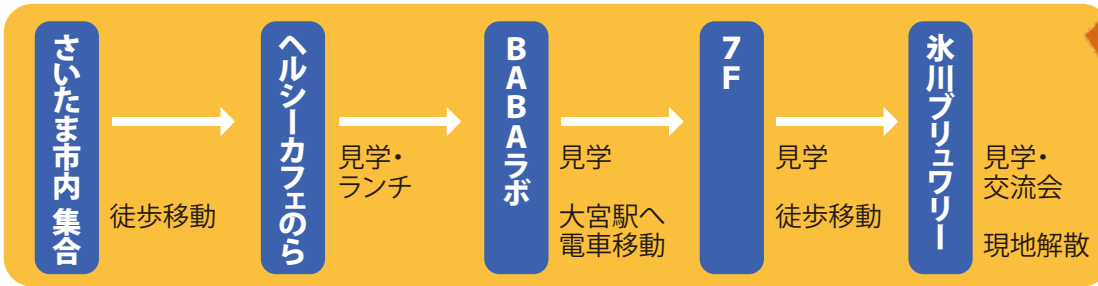 さいたま市内 集合
徒歩移動
ヘルシーカフェのら
見学・
ランチ
BABAラボ
見学
大宮駅へ
電車移動
7F
見学
徒歩移動
氷川ブリュワリー
見学・
交流会
現地解散